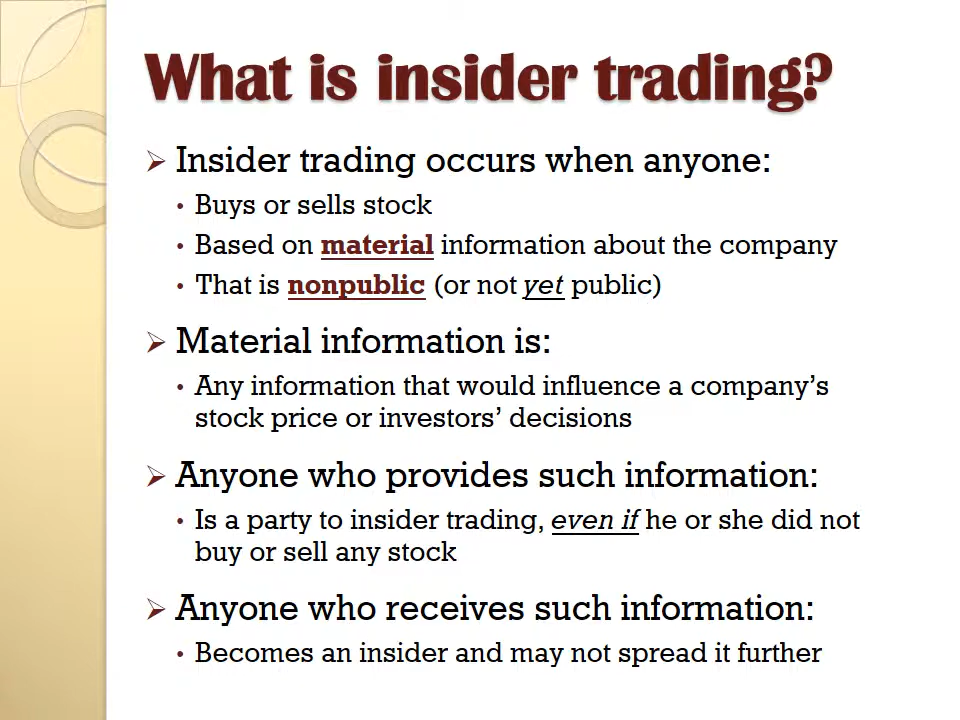 What is insider trading?
Insider trading occurs when anyone:
• Buys or sells stock
• Based on material information about the company
• That is nonpublic (or not yet public)
Material information is:
• Any information that would influence a company’s
stock price or investors’ decisions
Anyone who provides such information:
• Is a party to insider trading, even if he or she did not
buy or sell any stock
Anyone who receives such information:
• Becomes an insider and may not spread it further